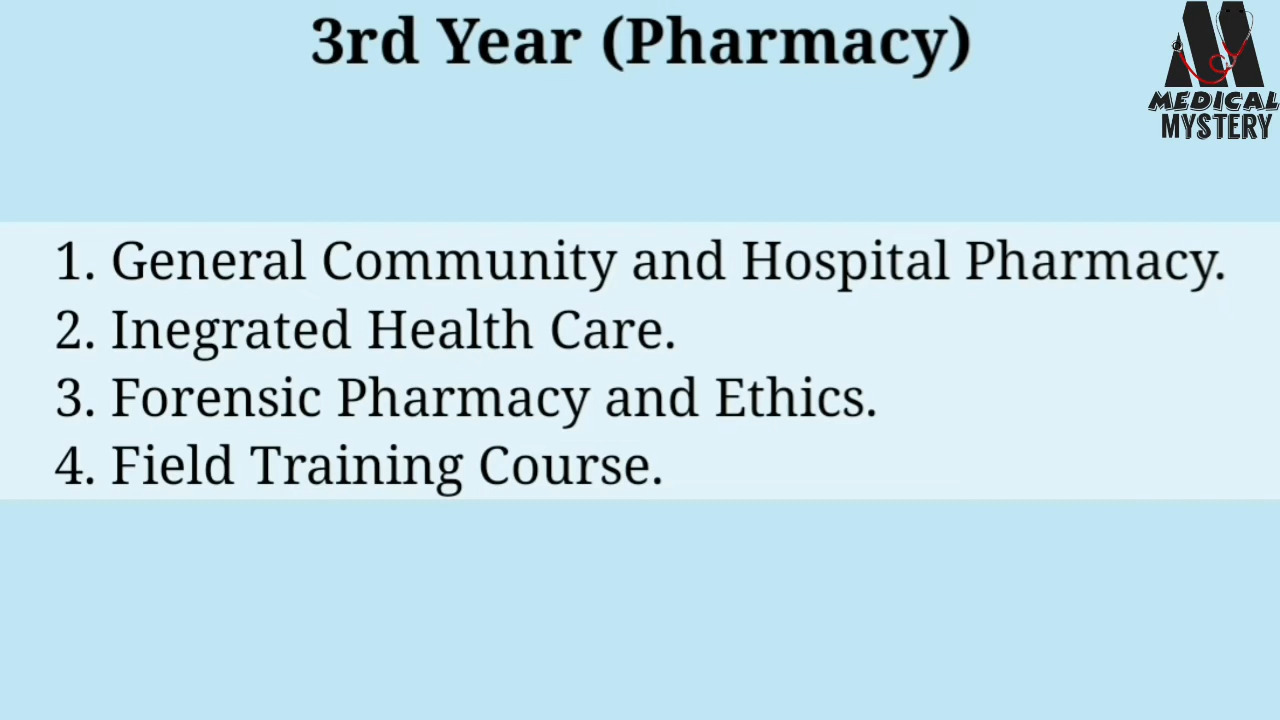 3rd Year (Pharmacy)
MEDICAL
MYSTERY
1. General Community and Hospital Pharmacy.
2. Inegrated Health Care.
3. Forensic Pharmacy and Ethics.
4. Field Training Course.